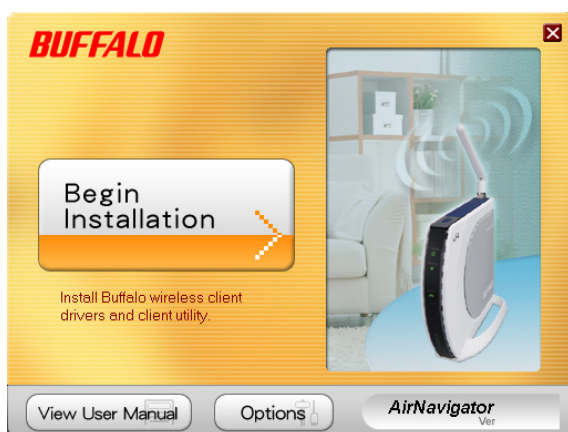 BUFFALO
Begin
Installation
Install Buffalo wireless client
drivers and client utility.
View User Manual
Options
AirNavigator
Ver